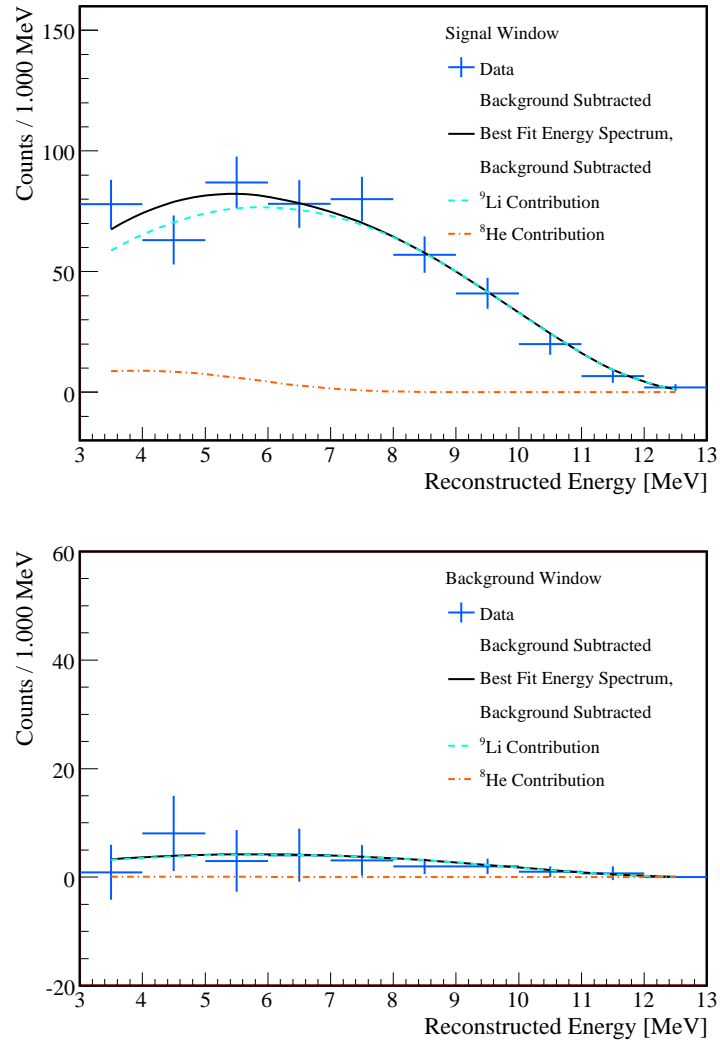 Counts / 1.000 MeV
150
100
50
0
Signal Window
Data
Background Subtracted
Best Fit Energy Spectrum,
Background Subtracted
⁹Li Contribution
⁸He Contribution
3 4 5 6 7 8 9 10 11 12 13
Reconstructed Energy [MeV]
Counts / 1.000 MeV
60
40
20
0
-20
Background Window
Data
Background Subtracted
Best Fit Energy Spectrum,
Background Subtracted
⁹Li Contribution
⁸He Contribution
3 4 5 6 7 8 9 10 11 12 13
Reconstructed Energy [MeV]